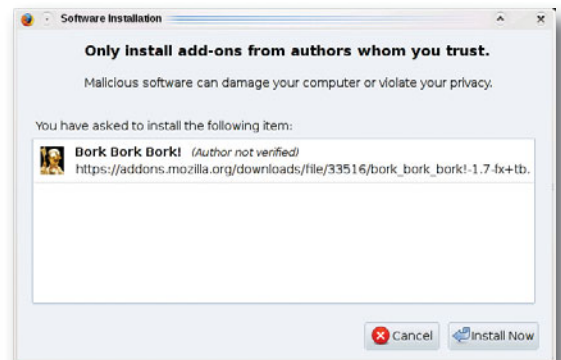 Software Installation
Only install add-ons from authors whom you trust.
Malicious software can damage your computer or violate your privacy.
You have asked to install the following item:
Bork Bork Bork! (Author not verified)
https://addons.mozilla.org/downloads/file/33516/bork_bork_bork!-1.7-fx+tb.
Cancel
Install Now